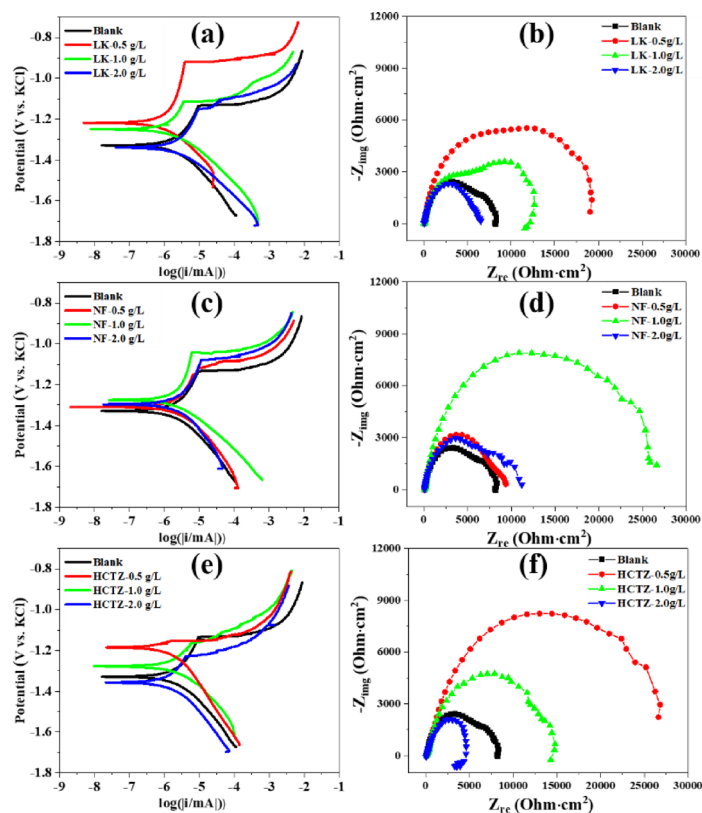 (a)
Blank
LK-0.5 g/L
LK-1.0 g/L
LK-2.0 g/L
Potential (V vs. KCl)
-0.8
-1.0
-1.2
-1.4
-1.6
-1.8
-9 -8 -7 -6 -5 -4 -3 -2 -1
log(|i/mA|))
(b)
Blank
LK-0.5g/L
LK-1.0g/L
LK-2.0g/L
-Zimg (Ohm·cm²)
12000
9000
6000
3000
0
0 5000 10000 15000 20000 25000 30000
Zre (Ohm·cm²)
(c)
Blank
NF-0.5 g/L
NF-1.0 g/L
NF-2.0 g/L
Potential (V vs. KCl)
-0.8
-1.0
-1.2
-1.4
-1.6
-1.8
-9 -8 -7 -6 -5 -4 -3 -2 -1
log(|i/mA|))
(d)
Blank
NF-0.5g/L
NF-1.0g/L
NF-2.0g/L
-Zimg (Ohm·cm²)
12000
9000
6000
3000
0
0 5000 10000 15000 20000 25000 30000
Zre (Ohm·cm²)
(e)
Blank
HCTZ-0.5 g/L
HCTZ-1.0 g/L
HCTZ-2.0 g/L
Potential (V vs. KCl)
-0.8
-1.0
-1.2
-1.4
-1.6
-1.8
-9 -8 -7 -6 -5 -4 -3 -2 -1
log(|i/mA|))
(f)
Blank
HCTZ-0.5g/L
HCTZ-1.0g/L
HCTZ-2.0g/L
-Zimg (Ohm·cm²)
12000
9000
6000
3000
0
0 5000 10000 15000 20000 25000 30000
Zre (Ohm·cm²)